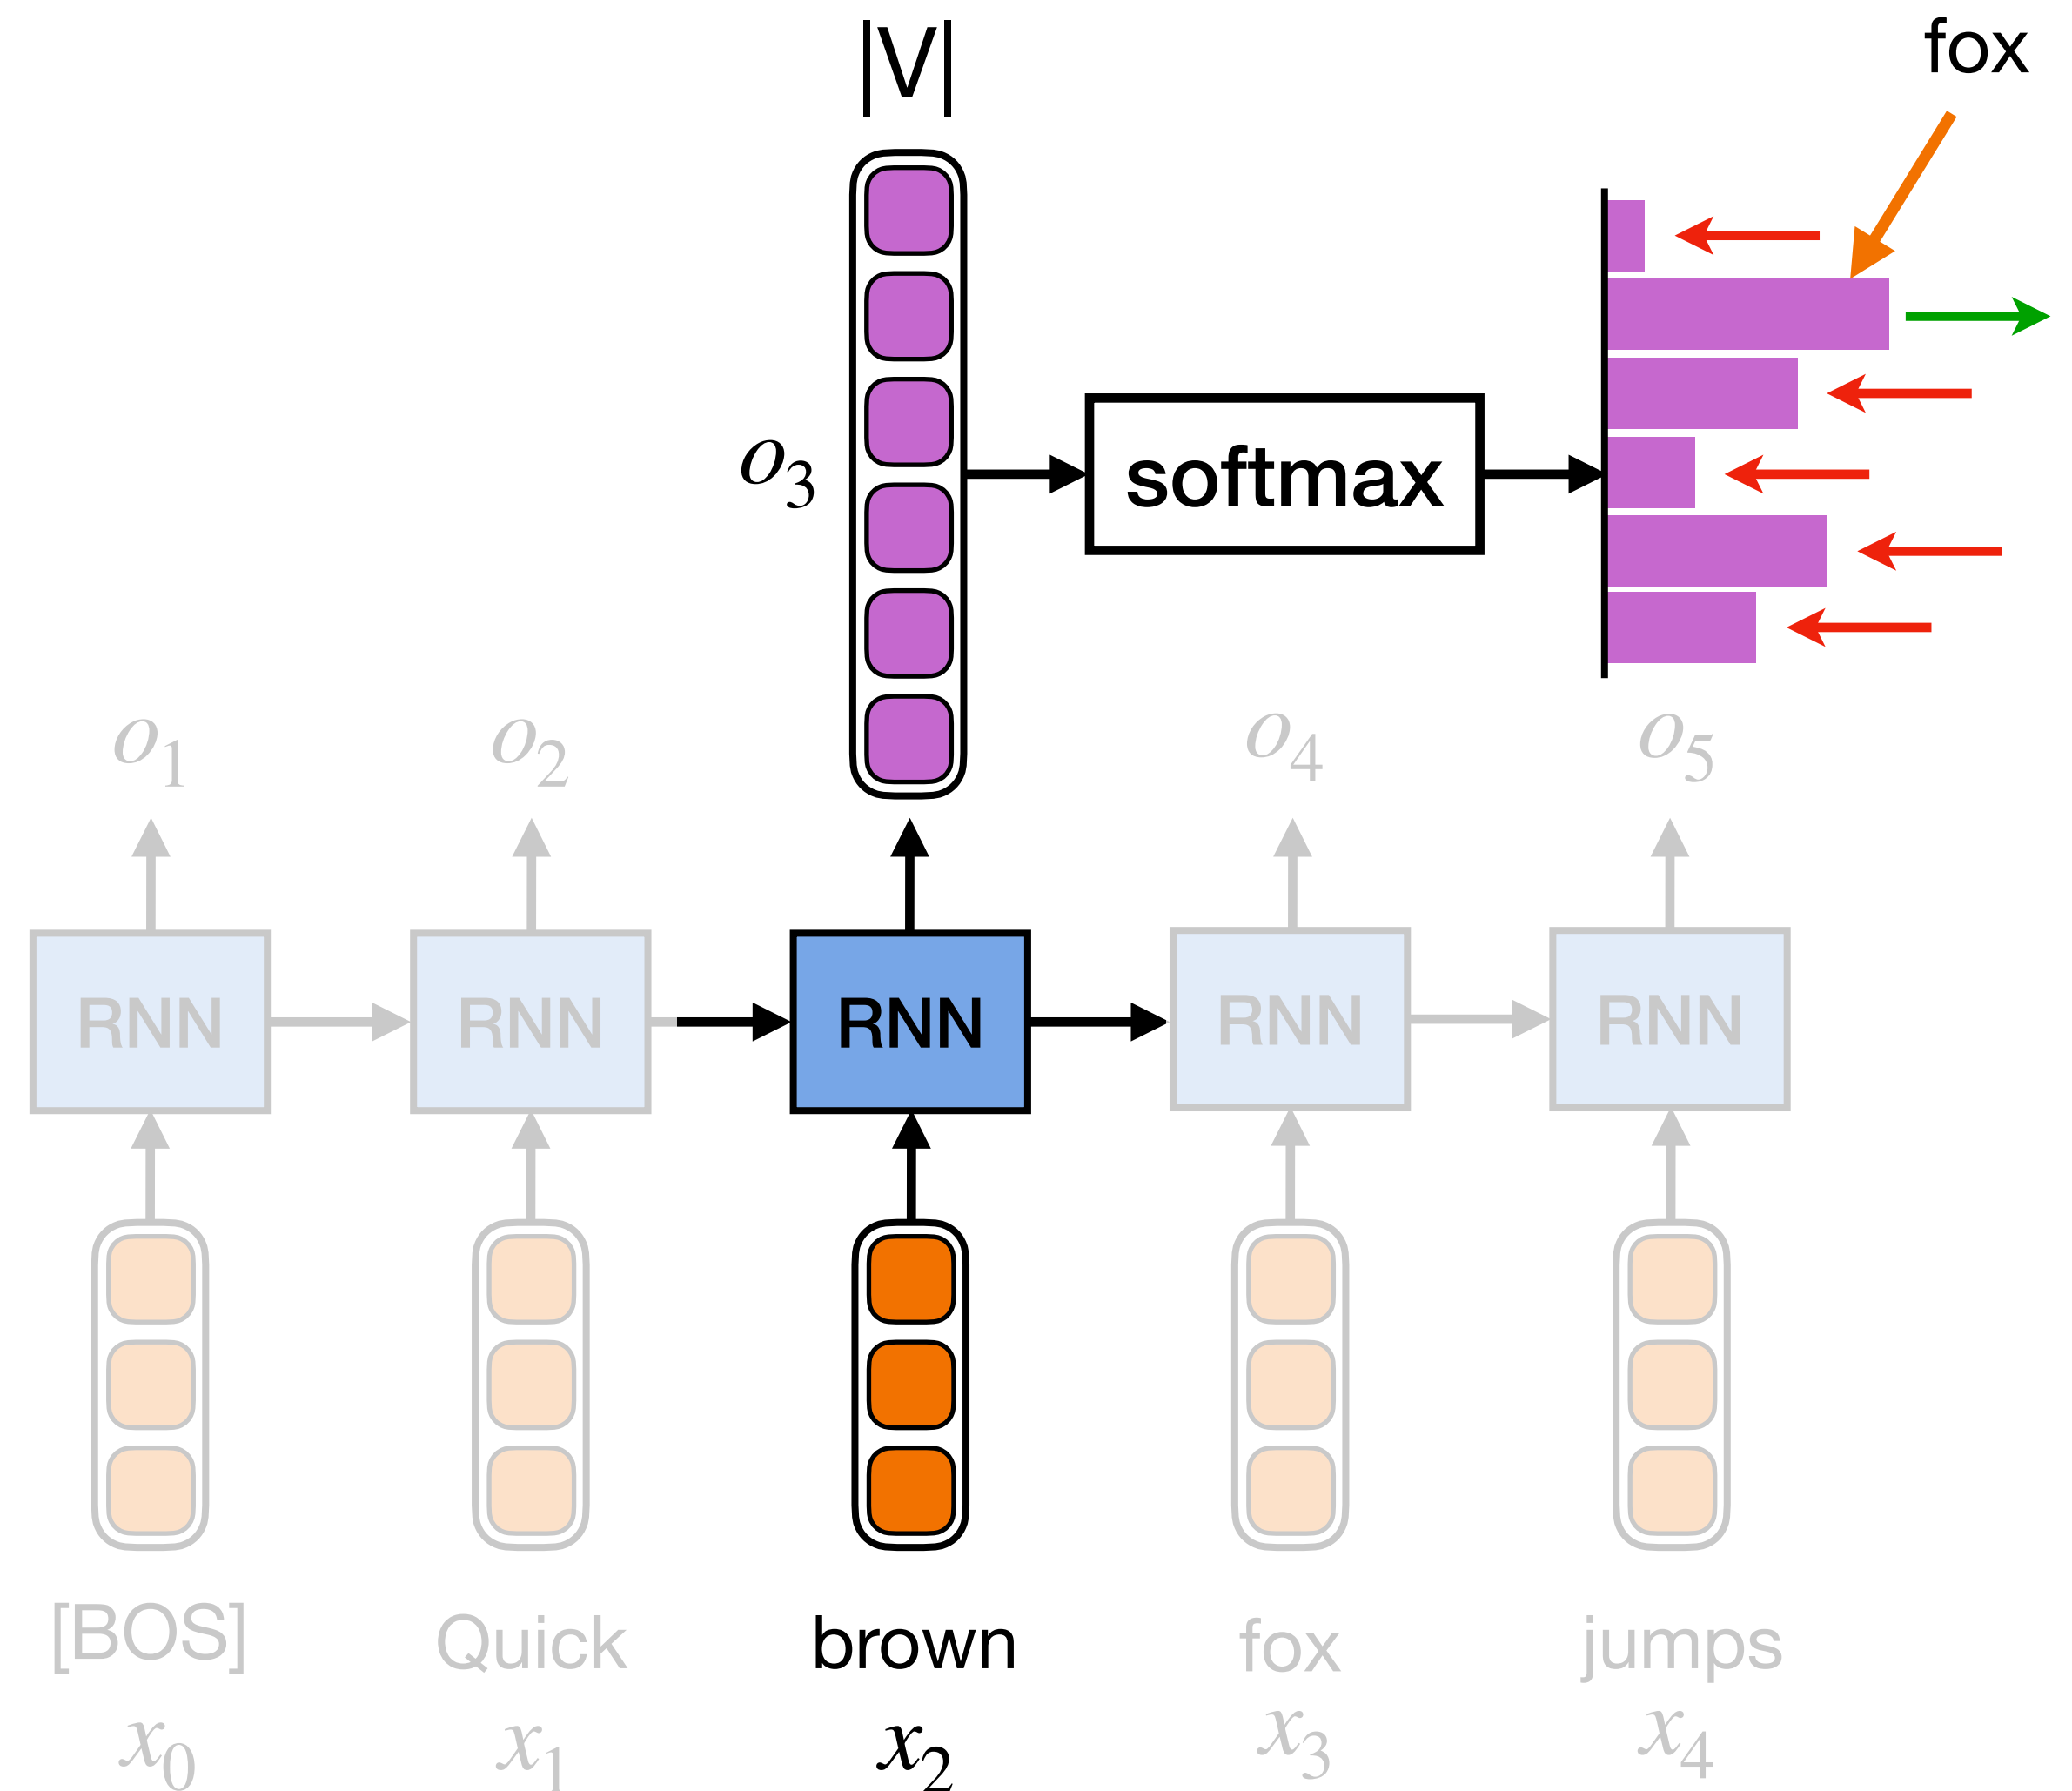 |V|
fox
softmax
o3
o1
o2
o4
o5
RNN
RNN
RNN
RNN
RNN
[BOS]
Quick
brown
fox
jumps
x0
x1
x2
x3
x4